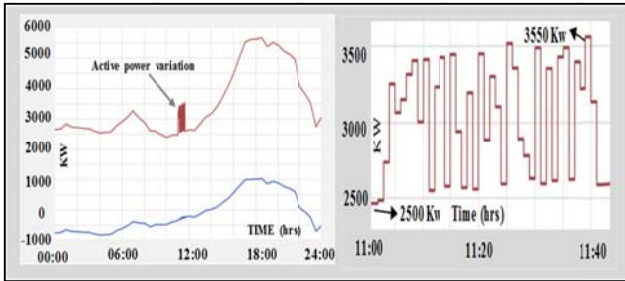 6000
5000
Active power variation
4000
3000
KW
2000
1000
0
TIME (hrs)
-1000
00:00 06:00 12:00 18:00 24:00
3550 Kw
3500
3000
KW
2500
2500 Kw Time (hrs)
11:00 11:20 11:40